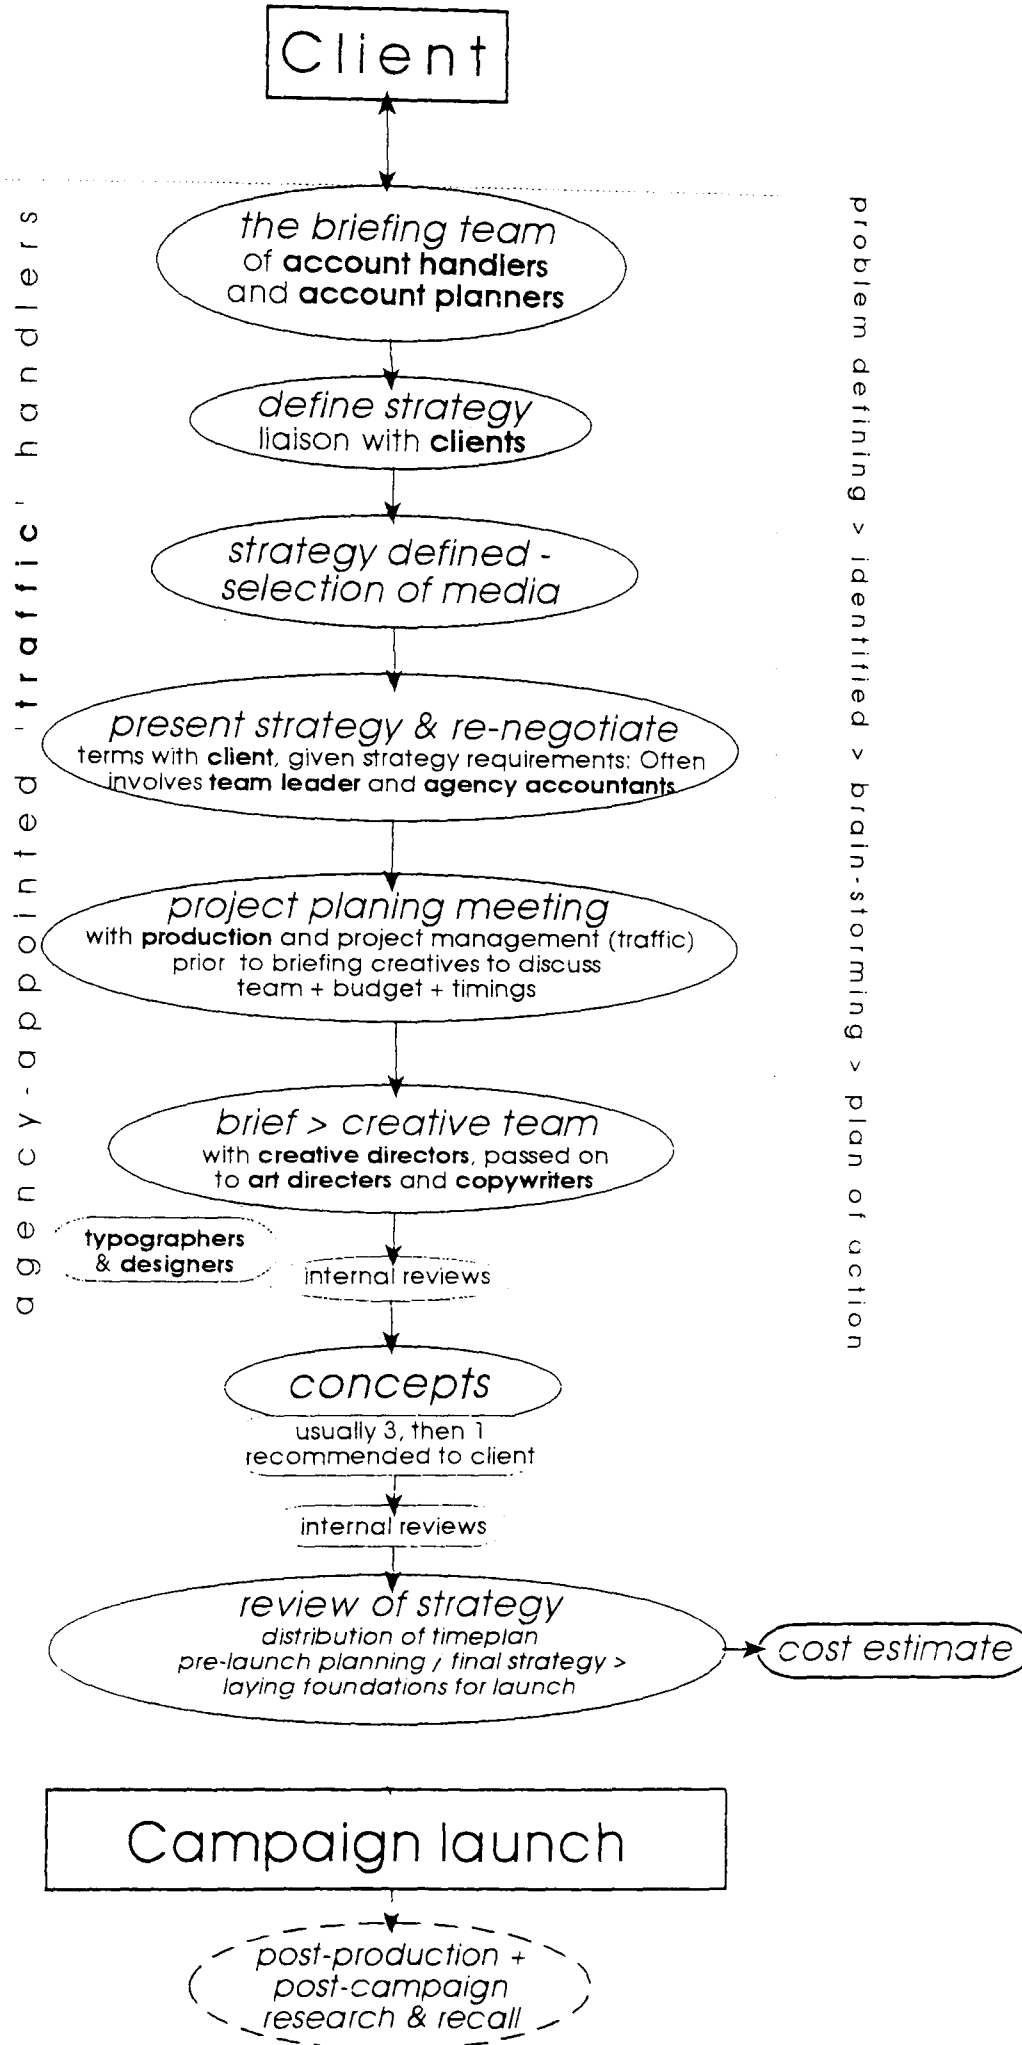 Client
the briefing team
of account handlers
and account planners
define strategy
liaison with clients
strategy defined -
selection of media
present strategy & re-negotiate
terms with client, given strategy requirements: Often
involves team leader and agency accountants
project planing meeting
with production and project management (traffic)
prior to briefing creatives to discuss
team + budget + timings
brief > creative team
with creative directors, passed on
to art directers and copywriters
typographers
& designers
internal reviews
concepts
usually 3, then 1
recommended to client
internal reviews
review of strategy
distribution of timeplan
pre-launch planning / final strategy >
laying foundations for launch
cost estimate
Campaign launch
post-production +
post-campaign
research & recall
agency-appointed 'traffic' handlers
problem defining > identified > brain-storming > plan of action